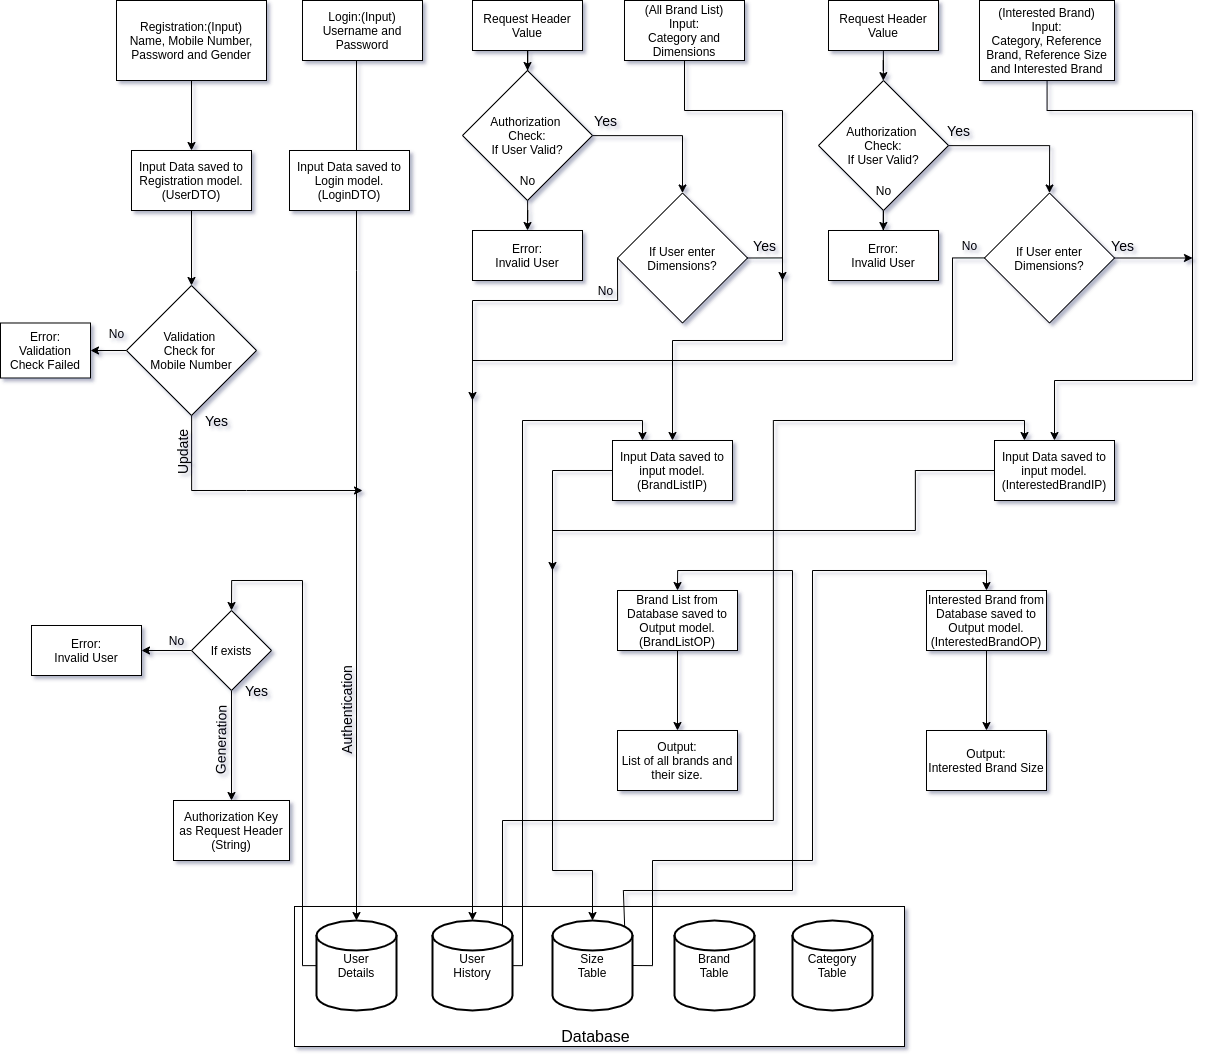 Registration:(Input)
Name, Mobile Number,
Password and Gender
Login:(Input)
Username and
Password
Request Header
Value
(All Brand List)
Input:
Category and
Dimensions
Request Header
Value
(Interested Brand)
Input:
Category, Reference
Brand, Reference Size
and Interested Brand
Authorization
Check:
If User Valid?
Yes
No
Authorization
Check:
If User Valid?
Yes
No
Input Data saved to
Registration model.
(UserDTO)
Input Data saved to
Login model.
(LoginDTO)
Error:
Invalid User
If User enter
Dimensions?
Yes
No
Error:
Invalid User
No
If User enter
Dimensions?
Yes
Error:
Validation
Check Failed
No
Validation
Check for
Mobile Number
Yes
Update
Input Data saved to
input model.
(BrandListIP)
Input Data saved to
input model.
(InterestedBrandIP)
Error:
Invalid User
No
If exists
Yes
Generation
Authentication
Brand List from
Database saved to
Output model.
(BrandListOP)
Interested Brand from
Database saved to
Output model.
(InterestedBrandOP)
Output:
List of all brands and
their size.
Output:
Interested Brand Size
Authorization Key
as Request Header
(String)
User
Details
User
History
Size
Table
Brand
Table
Category
Table
Database